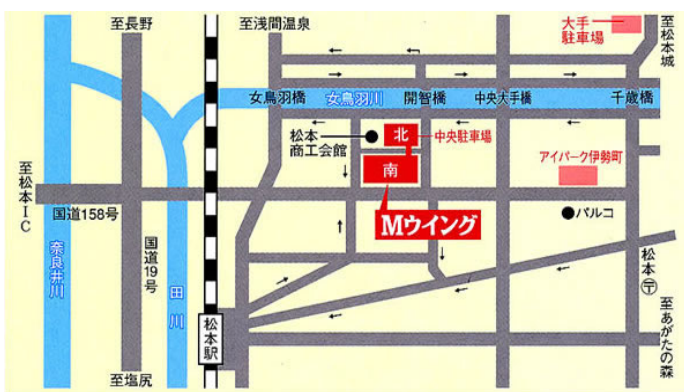 至長野
至浅間温泉
大手
駐車場
至松本城
女鳥羽橋
女鳥羽川
開智橋
中央大手橋
千歳橋
松本
商工会館
北
中央駐車場
南
アイパーク伊勢町
至松本IC
国道158号
Mウイング
パルコ
奈良井川
国道19号
田川
松本〒
松本駅
至あがたの森
至塩尻